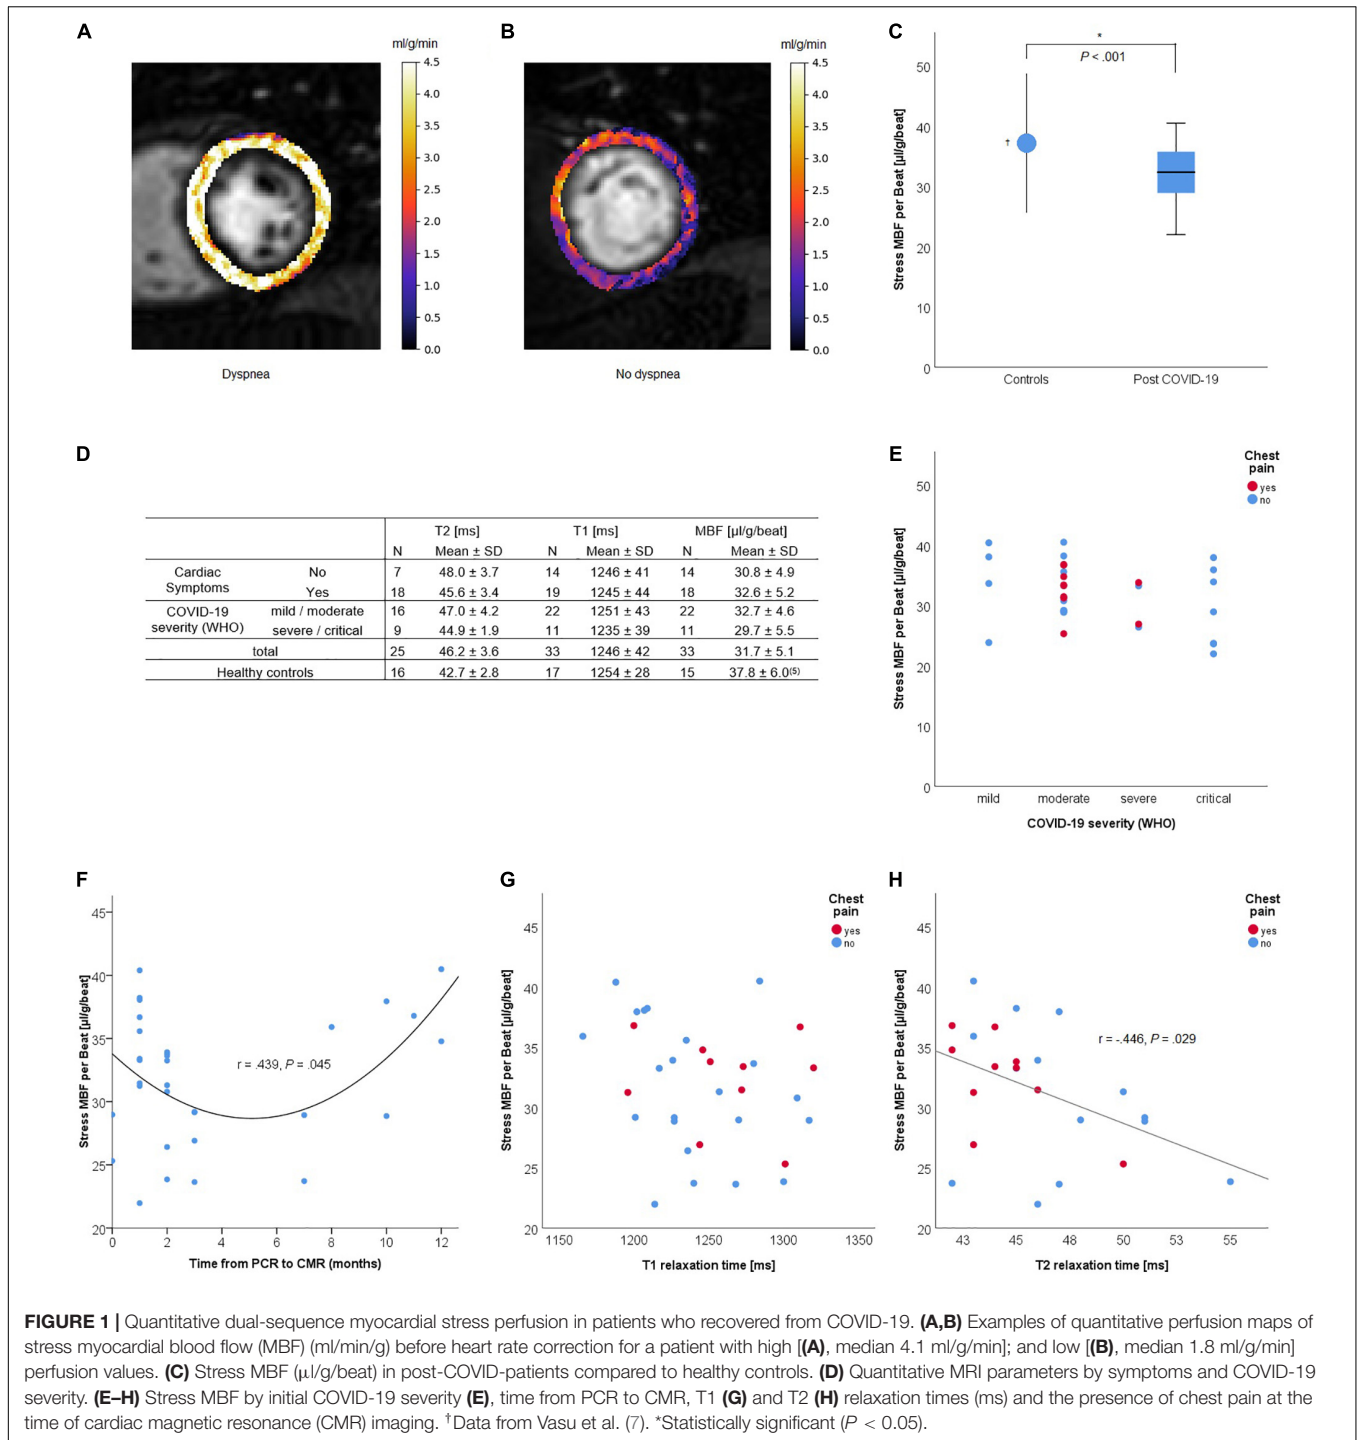 A
ml/g/min
4.5
4.0
3.5
3.0
2.5
2.0
1.5
1.0
0.5
0.0
Dyspnea
B
ml/g/min
4.5
4.0
3.5
3.0
2.5
2.0
1.5
1.0
0.5
0.0
No dyspnea
C
Stress MBF per Beat [µl/g/beat]
50
40
30
20
10
0
*
P < .001
†
Controls Post COVID-19
D
T2 [ms] T1 [ms] MBF [µl/g/beat]
N Mean ± SD N Mean ± SD N Mean ± SD
Cardiac Symptoms No 7 48.0 ± 3.7 14 1246 ± 41 14 30.8 ± 4.9
Yes 18 45.6 ± 3.4 19 1245 ± 44 18 32.6 ± 5.2
COVID-19 severity (WHO) mild / moderate 16 47.0 ± 4.2 22 1251 ± 43 22 32.7 ± 4.6
severe / critical 9 44.9 ± 1.9 11 1235 ± 39 11 29.7 ± 5.5
total 25 46.2 ± 3.6 33 1246 ± 42 33 31.7 ± 5.1
Healthy controls 16 42.7 ± 2.8 17 1254 ± 28 15 37.8 ± 6.0(5)
E
Chest
pain
yes
no
Stress MBF per Beat [µl/g/beat]
50
40
30
20
10
0
mild moderate severe critical
COVID-19 severity (WHO)
F
Stress MBF per Beat [µl/g/beat]
45
40
35
30
25
20
r = .439, P = .045
0 2 4 6 8 10 12
Time from PCR to CMR (months)
G
Chest
pain
yes
no
Stress MBF per Beat [µl/g/beat]
45
40
35
30
25
20
1150 1200 1250 1300 1350
T1 relaxation time [ms]
H
Chest
pain
yes
no
Stress MBF per Beat [µl/g/beat]
45
40
35
30
25
20
r = -.446, P = .029
43 45 48 50 53 55
T2 relaxation time [ms]
FIGURE 1 | Quantitative dual-sequence myocardial stress perfusion in patients who recovered from COVID-19. (A,B) Examples of quantitative perfusion maps of
stress myocardial blood flow (MBF) (ml/min/g) before heart rate correction for a patient with high [(A), median 4.1 ml/g/min]; and low [(B), median 1.8 ml/g/min]
perfusion values. (C) Stress MBF (µl/g/beat) in post-COVID-patients compared to healthy controls. (D) Quantitative MRI parameters by symptoms and COVID-19
severity. (E–H) Stress MBF by initial COVID-19 severity (E), time from PCR to CMR, T1 (G) and T2 (H) relaxation times (ms) and the presence of chest pain at the
time of cardiac magnetic resonance (CMR) imaging. †Data from Vasu et al. (7). *Statistically significant (P < 0.05).